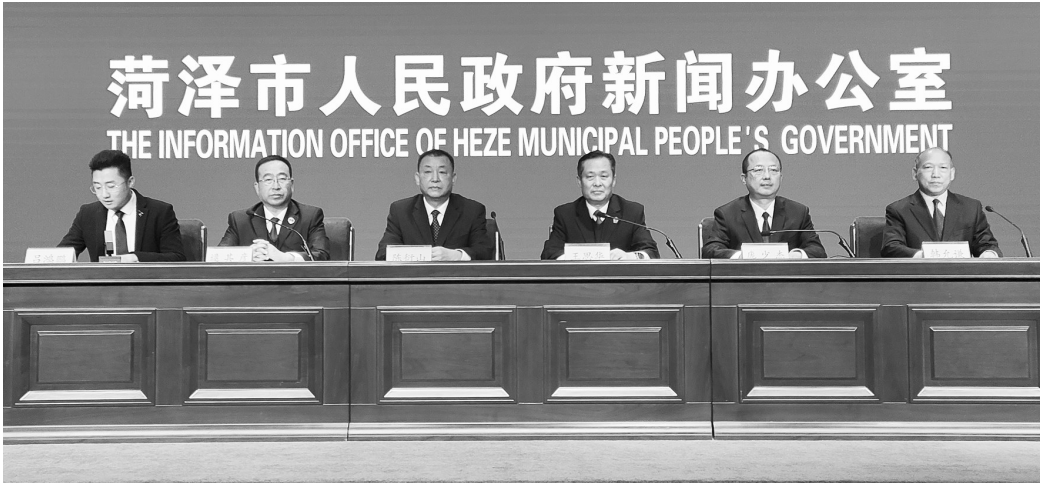 菏泽市人民政府新闻办公室
THE INFORMATION OFFICE OF HEZE MUNICIPAL PEOPLE'S GOVERNMENT